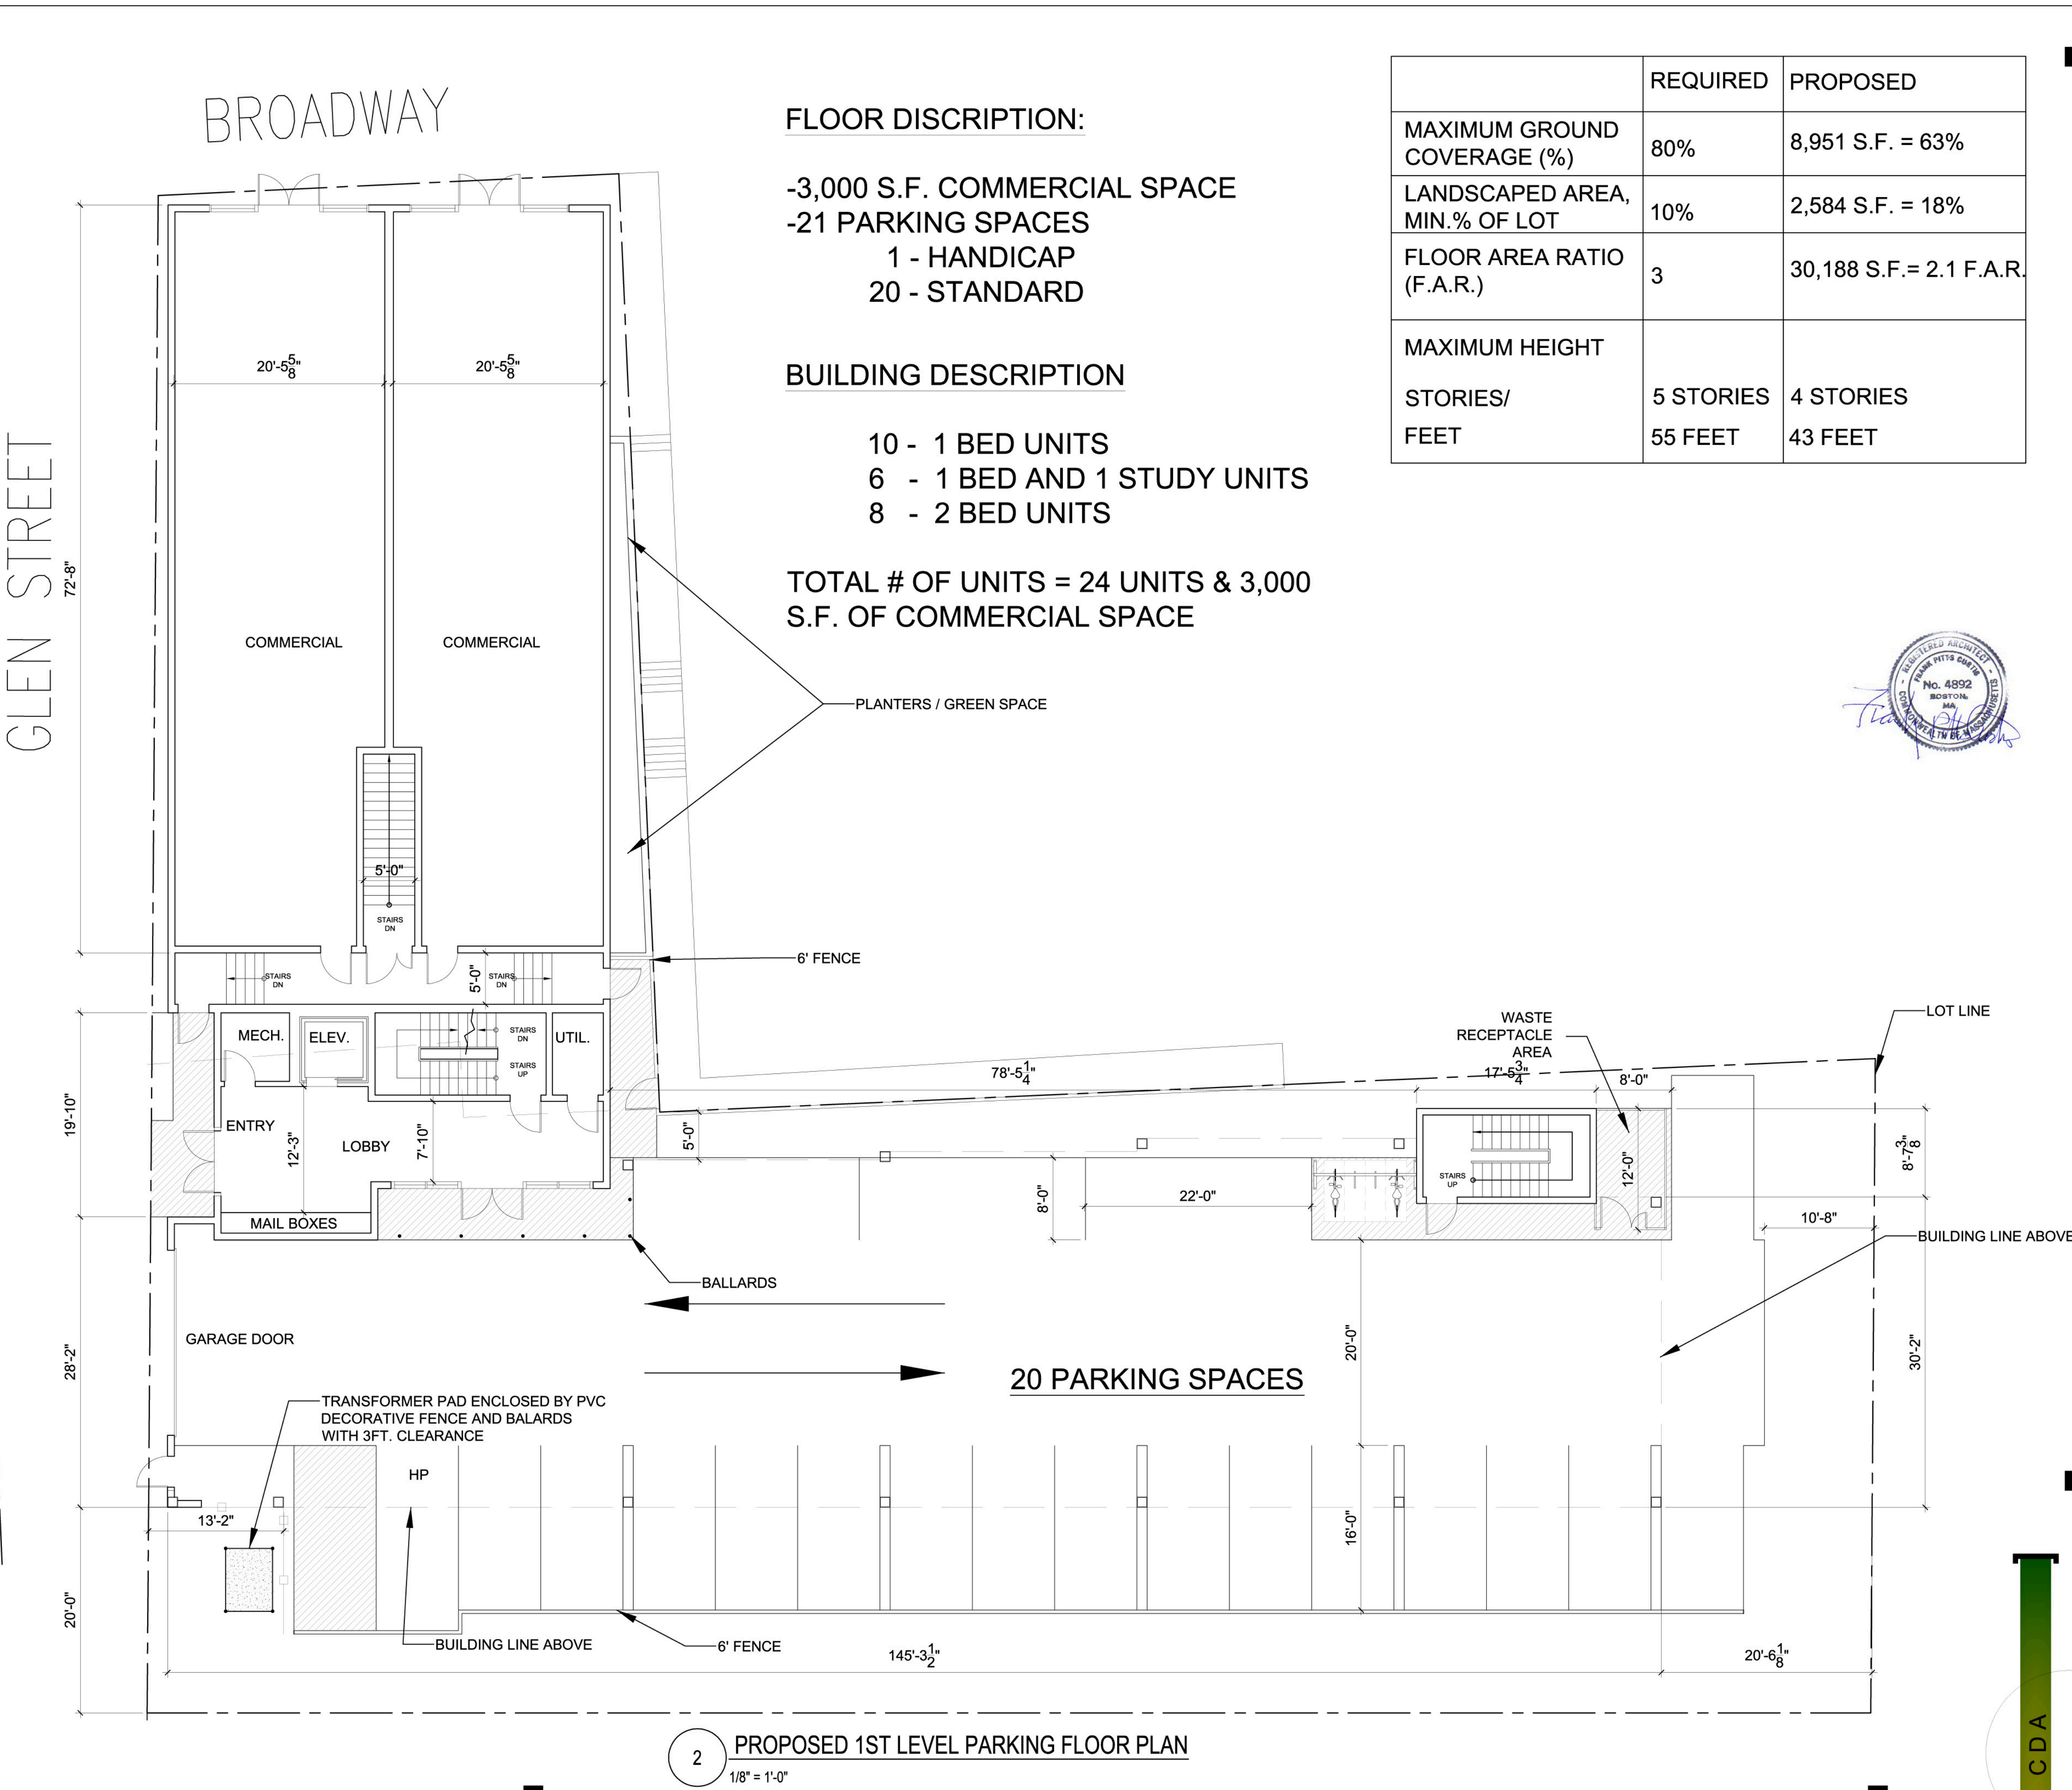 BROADWAY
GLEN STREET
FLOOR DISCRIPTION:
-3,000 S.F. COMMERCIAL SPACE
-21 PARKING SPACES
1 - HANDICAP
20 - STANDARD
BUILDING DESCRIPTION
10 - 1 BED UNITS
6 - 1 BED AND 1 STUDY UNITS
8 - 2 BED UNITS
TOTAL # OF UNITS = 24 UNITS & 3,000
S.F. OF COMMERCIAL SPACE
REQUIRED PROPOSED
MAXIMUM GROUND
COVERAGE (%)
80%
8,951 S.F. = 63%
LANDSCAPED AREA,
MIN.% OF LOT
10%
2,584 S.F. = 18%
FLOOR AREA RATIO
(F.A.R.)
3
30,188 S.F.= 2.1 F.A.R.
MAXIMUM HEIGHT
STORIES/ 5 STORIES 4 STORIES
FEET 55 FEET 43 FEET
REGISTERED ARCHITECT
FRANK PITTS CURTIS
No. 4892
BOSTON,
MA
COMMONWEALTH OF MASSACHUSETTS
20'-5 5/8"
20'-5 5/8"
72'-8"
COMMERCIAL
COMMERCIAL
PLANTERS / GREEN SPACE
5'-0"
STAIRS
DN
6' FENCE
STAIRS
DN
5'-0"
STAIRS
DN
MECH.
ELEV.
STAIRS
DN
STAIRS
UP
UTIL.
19'-10"
ENTRY
12'-3"
LOBBY
7'-10"
MAIL BOXES
78'-5 1/4"
5'-0"
8'-0"
22'-0"
WASTE
RECEPTACLE
AREA
17'-5 3/4"
8'-0"
LOT LINE
STAIRS
UP
12'-0"
8'-7 3/8"
10'-8"
BUILDING LINE ABOVE
BALLARDS
GARAGE DOOR
28'-2"
20'-0"
30'-2"
20 PARKING SPACES
TRANSFORMER PAD ENCLOSED BY PVC
DECORATIVE FENCE AND BALARDS
WITH 3FT. CLEARANCE
HP
13'-2"
16'-0"
20'-0"
BUILDING LINE ABOVE
6' FENCE
145'-3 1/2"
20'-6 1/8"
2
PROPOSED 1ST LEVEL PARKING FLOOR PLAN
1/8" = 1'-0"
CDA